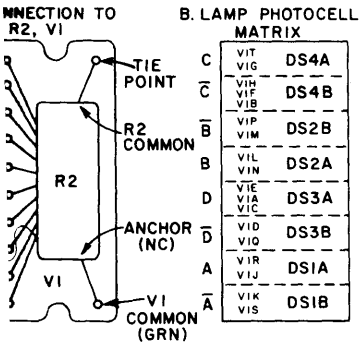 NNECTION TO
R2, V1
TIE
POINT
R2
COMMON
R2
ANCHOR
(NC)
V1
V1
COMMON
(GRN)
B. LAMP PHOTOCELL
MATRIX
C V1T V1G DS4A
C̅ V1H V1F V1B DS4B
B̅ V1P V1M DS2B
B V1L V1N DS2A
D V1E V1A V1C DS3A
D̅ V1D V1Q DS3B
A V1R V1J DS1A
A̅ V1K V1S DS1B